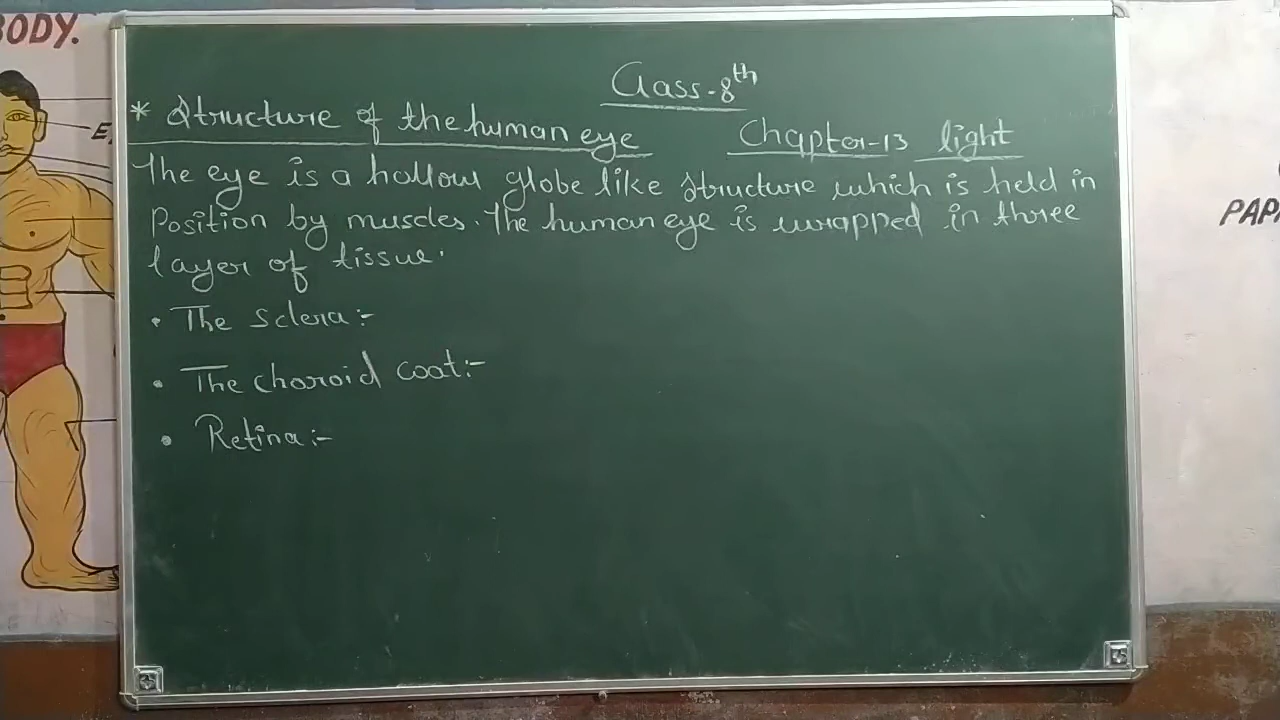 BODY.
Class-8th
* Structure of the human eye
Chapter-13 light
The eye is a hollow globe like structure which is held in
Position by muscles. The human eye is wrapped in three
layer of tissue.
• The Sclera:-
• The choroid coat:-
• Retina:-